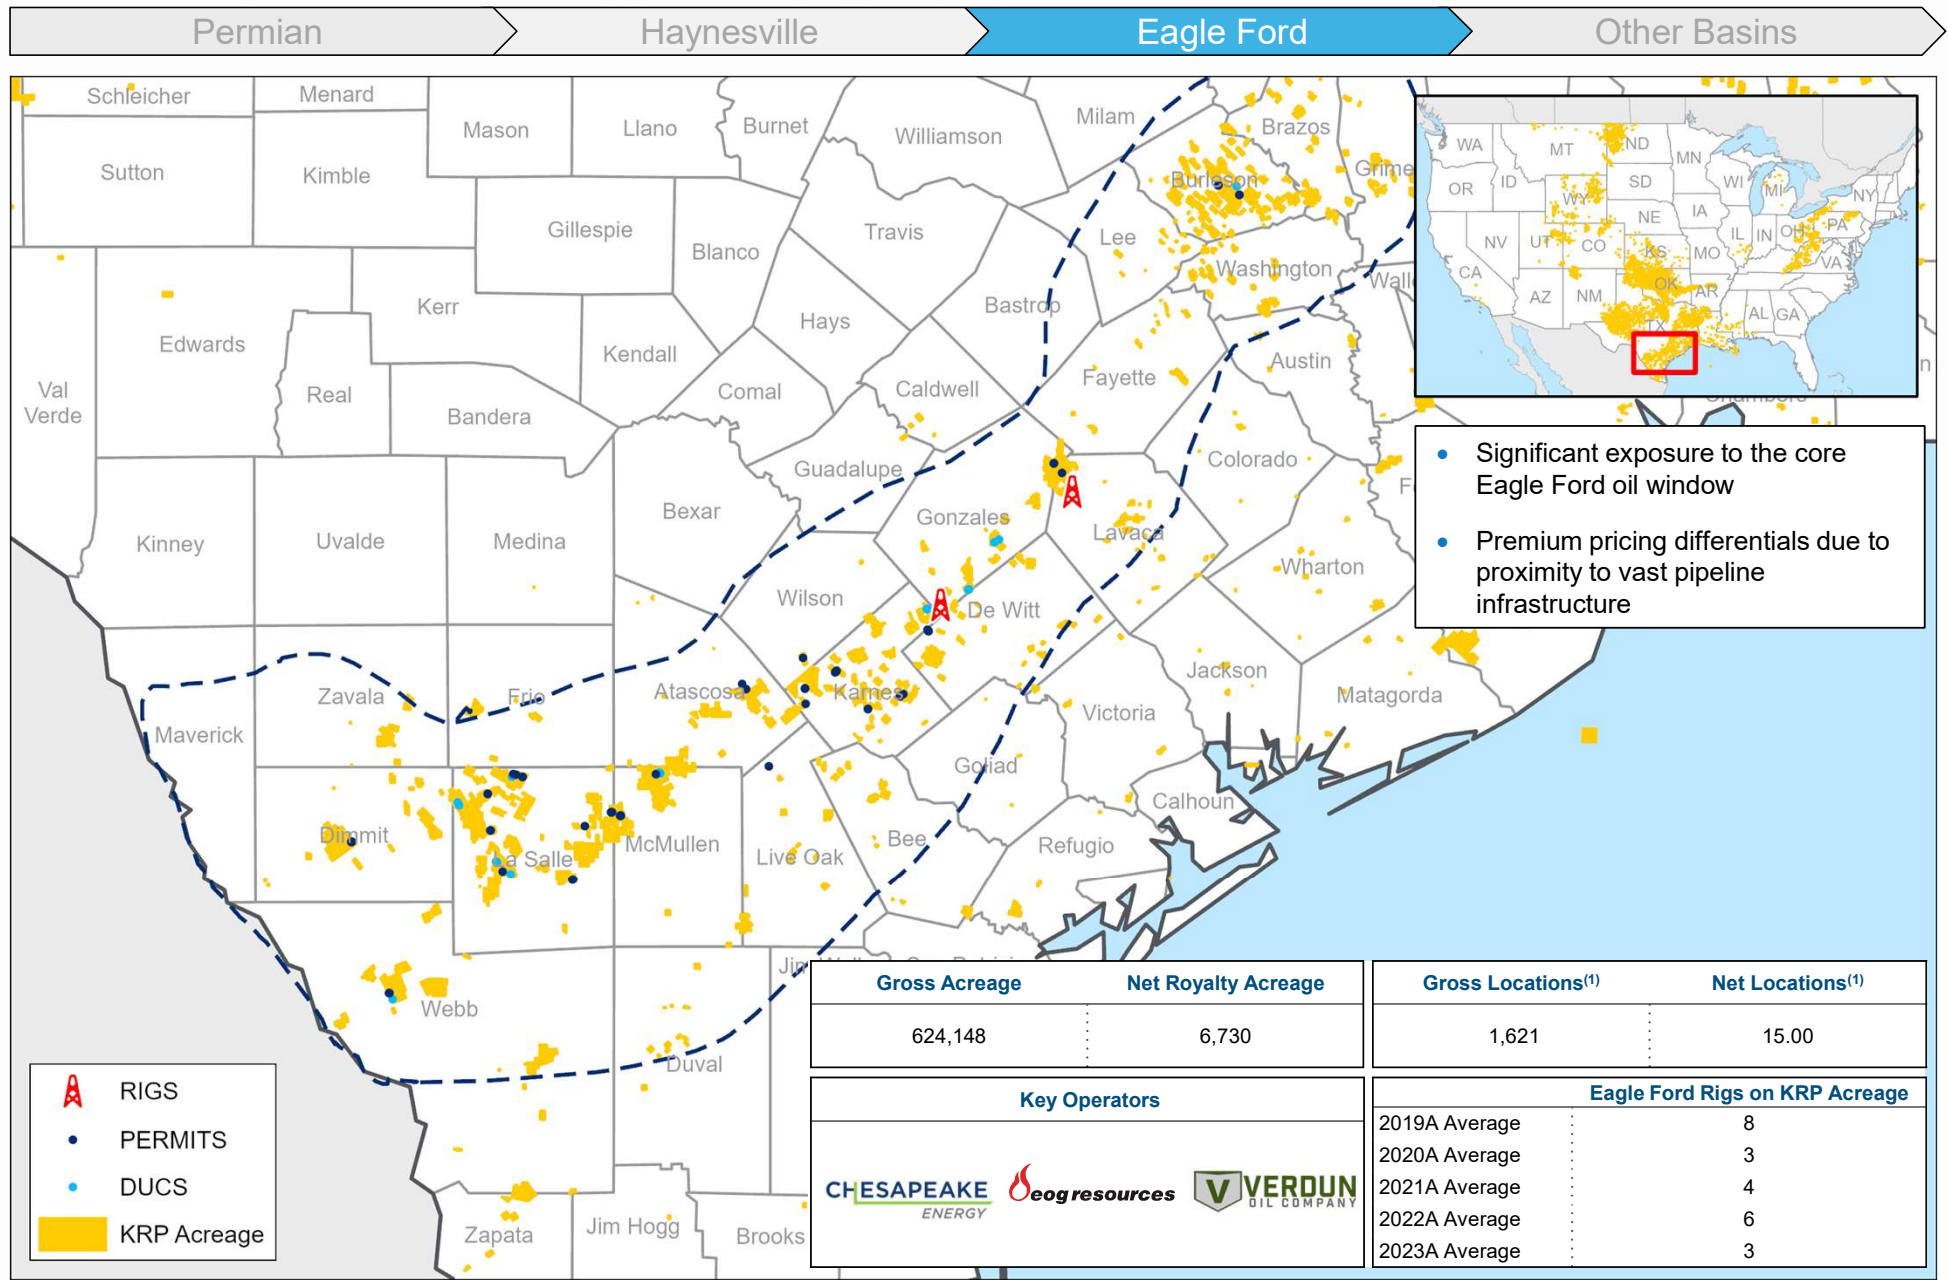 Permian
Haynesville
Eagle Ford
Other Basins
Schleicher
Menard
Mason
Llano
Burnet
Williamson
Milam
Brazos
Sutton
Kimble
Burleson
Grime
Gillespie
Blanco
Travis
Lee
Washington
Walle
Edwards
Kerr
Kendall
Hays
Bastrop
Austin
Val
Verde
Real
Bandera
Comal
Caldwell
Fayette
Chambers
Guadalupe
Colorado
Kinney
Uvalde
Medina
Bexar
Gonzales
Lavaca
Wharton
Wilson
De Witt
Zavala
Frio
Atascosa
Karnes
Jackson
Matagorda
Maverick
Victoria
Goliad
Calhoun
Dimmit
La Salle
McMullen
Live Oak
Bee
Refugio
Webb
Duval
Zapata
Jim Hogg
Brooks
WA
MT
ND
MN
OR
ID
SD
WI
MI
WY
NY
NE
IA
NV
UT
CO
IL
IN
OH
PA
KS
MO
VA
CA
AZ
NM
OK
AR
TX
AL
GA
• Significant exposure to the core
Eagle Ford oil window
• Premium pricing differentials due to
proximity to vast pipeline
infrastructure
Gross Acreage Net Royalty Acreage
624,148 6,730
Gross Locations(1) Net Locations(1)
1,621 15.00
Key Operators
CHESAPEAKE
ENERGY
eog resources
VERDUN
OIL COMPANY
Eagle Ford Rigs on KRP Acreage
2019A Average 8
2020A Average 3
2021A Average 4
2022A Average 6
2023A Average 3
RIGS
PERMITS
DUCS
KRP Acreage